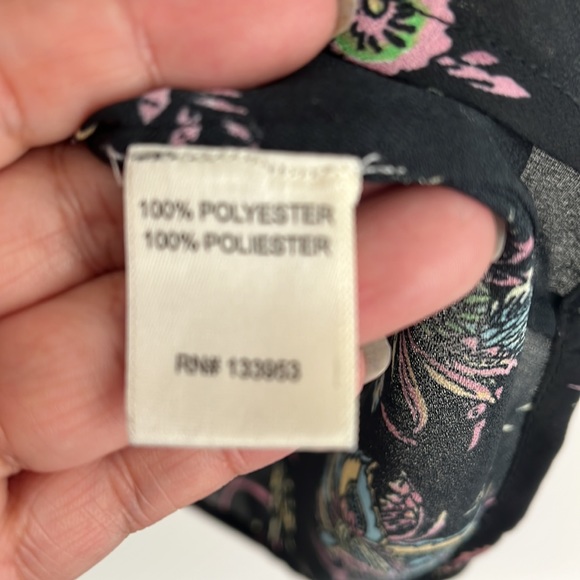 100% POLYESTER
100% POLIESTER
RN# 133953